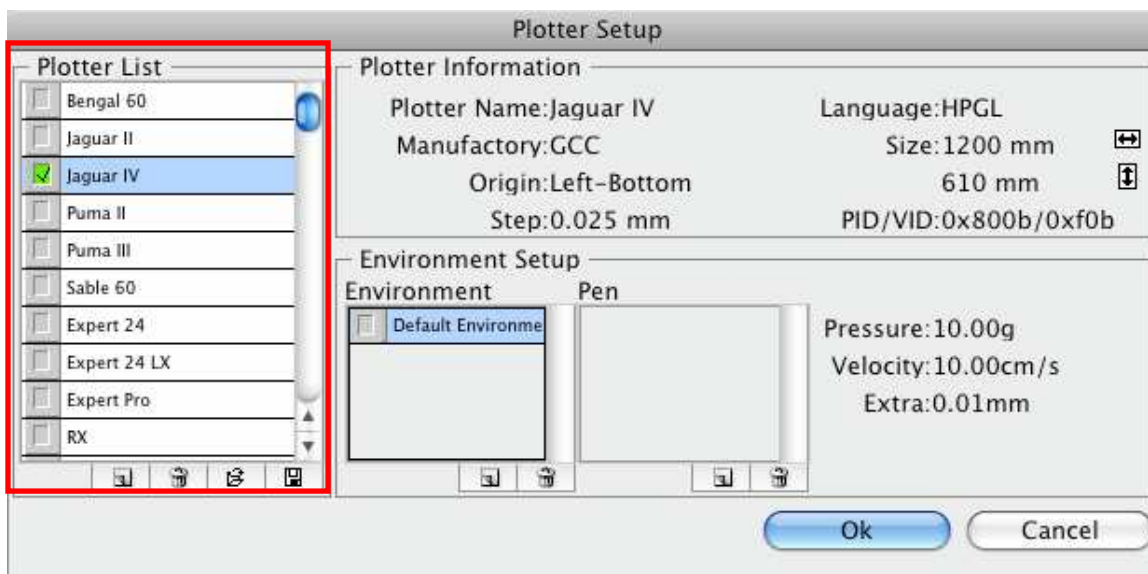 Plotter Setup
Plotter List
Bengal 60
Jaguar II
Jaguar IV
Puma II
Puma III
Sable 60
Expert 24
Expert 24 LX
Expert Pro
RX
Plotter Information
Plotter Name:Jaguar IV
Language:HPGL
Manufactory:GCC
Size:1200 mm
Origin:Left-Bottom
610 mm
Step:0.025 mm
PID/VID:0x800b/0xf0b
Environment Setup
Environment
Pen
Default Environme
Pressure:10.00g
Velocity:10.00cm/s
Extra:0.01mm
Ok
Cancel